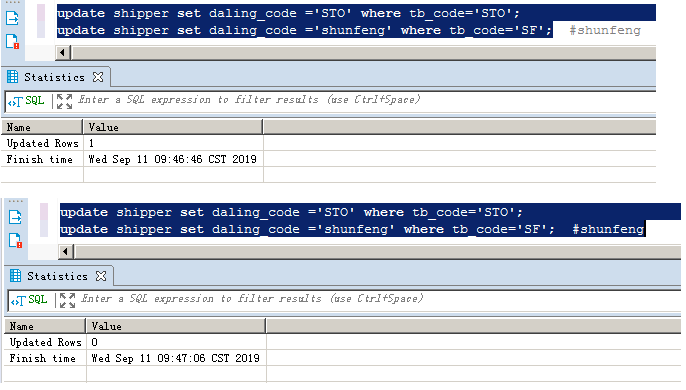 update shipper set daling_code ='STO' where tb_code='STO';
update shipper set daling_code ='shunfeng' where tb_code='SF'; #shunfeng
Statistics
SQL Enter a SQL expression to filter results (use Ctrl+Space)
Name Value
Updated Rows 1
Finish time Wed Sep 11 09:46:46 CST 2019
update shipper set daling_code ='STO' where tb_code='STO';
update shipper set daling_code ='shunfeng' where tb_code='SF'; #shunfeng
Statistics
SQL Enter a SQL expression to filter results (use Ctrl+Space)
Name Value
Updated Rows 0
Finish time Wed Sep 11 09:47:06 CST 2019